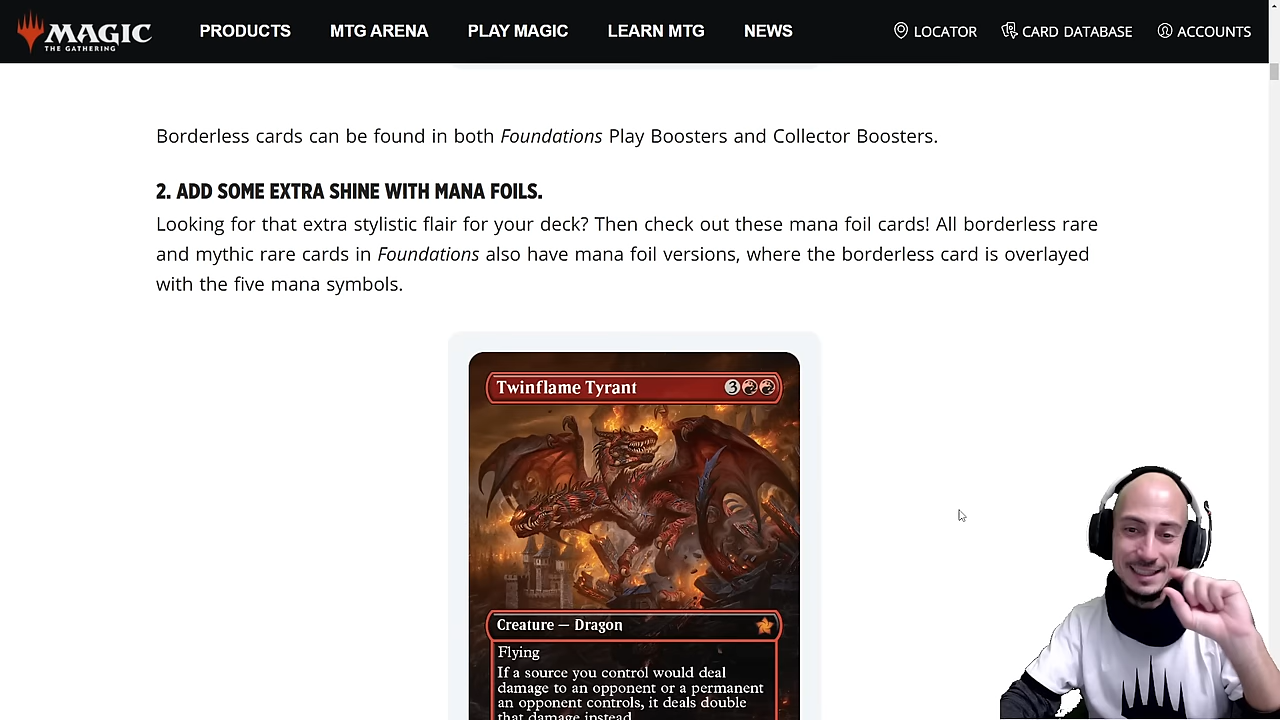 MAGIC
THE GATHERING
PRODUCTS
MTG ARENA
PLAY MAGIC
LEARN MTG
NEWS
LOCATOR
CARD DATABASE
ACCOUNTS
Borderless cards can be found in both Foundations Play Boosters and Collector Boosters.
2. ADD SOME EXTRA SHINE WITH MANA FOILS.
Looking for that extra stylistic flair for your deck? Then check out these mana foil cards! All borderless rare
and mythic rare cards in Foundations also have mana foil versions, where the borderless card is overlayed
with the five mana symbols.
Twinflame Tyrant 3
Creature — Dragon
Flying
If a source you control would deal
damage to an opponent or a permanent
an opponent controls, it deals double
that damage instead.